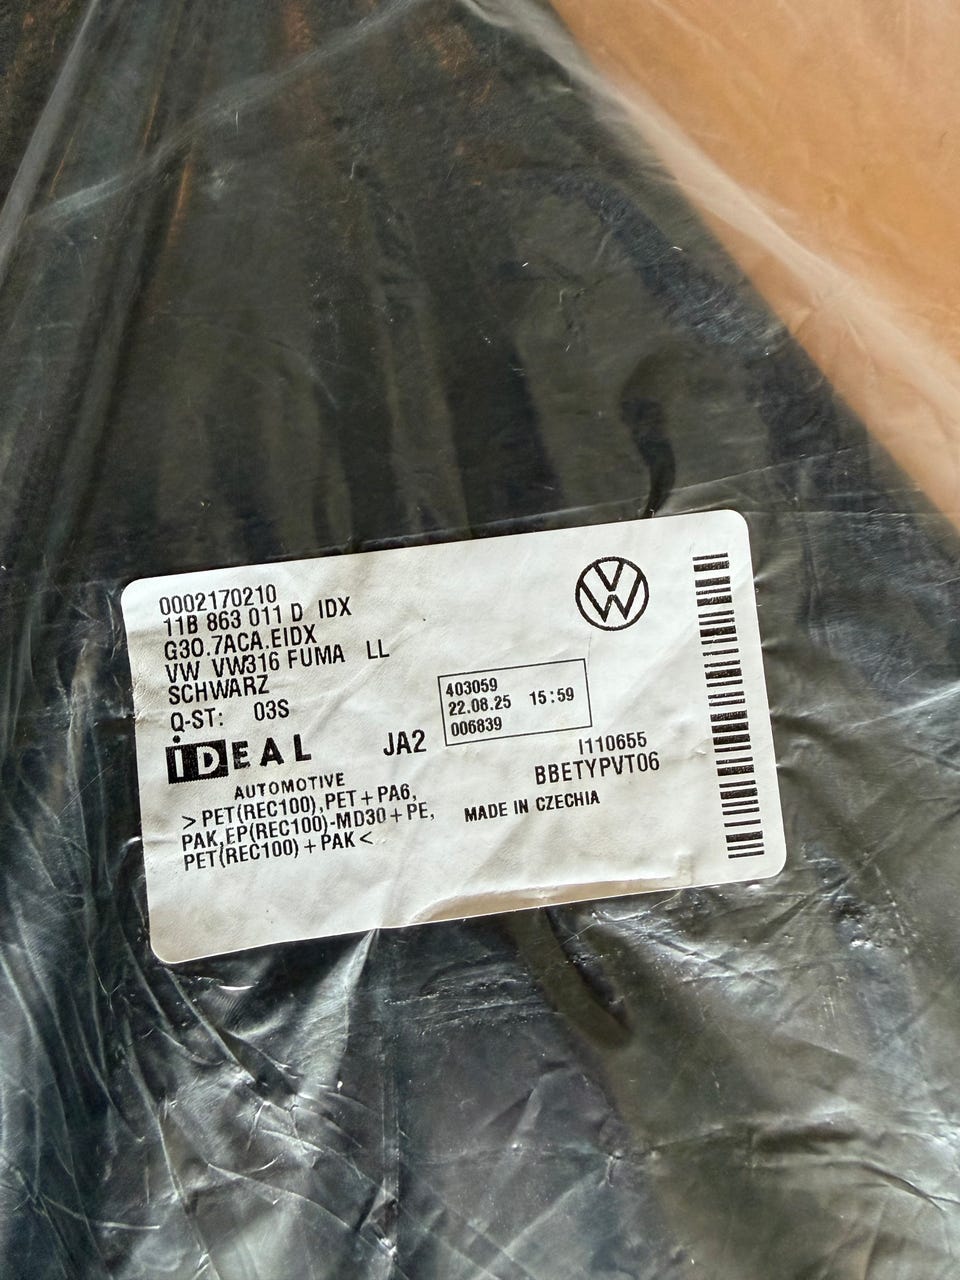 0002170210
11B 863 011 D IDX
G30.7ACA.EIDX
VW VW316 FUMA LL
SCHWARZ
Q-ST: 03S
iDEAL
AUTOMOTIVE
JA2
403059
22.08.25 15:59
006839
I110655
BBETYPVT06
>PET(REC100),PET+PA6,
PAK,EP(REC100)-MD30+PE,
PET(REC100)+PAK<
MADE IN CZECHIA